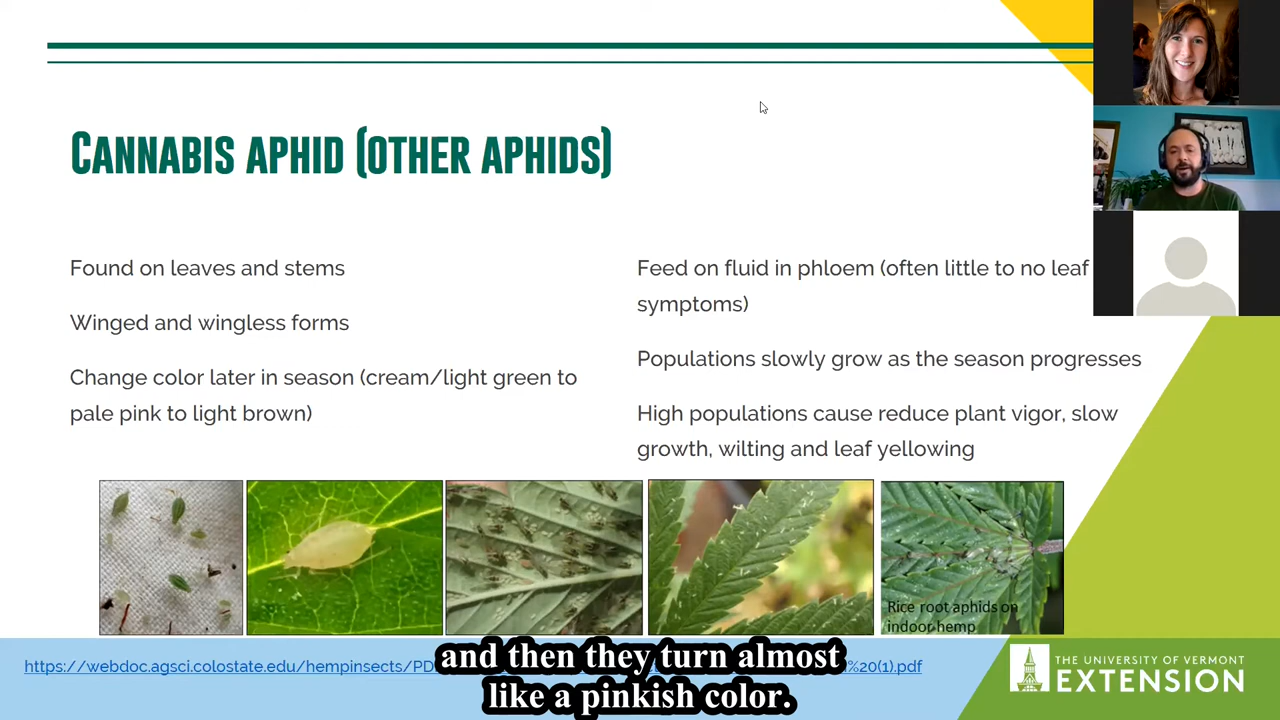 CANNABIS APHID (OTHER APHIDS)
Found on leaves and stems
Winged and wingless forms
Change color later in season (cream/light green to
pale pink to light brown)
Feed on fluid in phloem (often little to no leaf
symptoms)
Populations slowly grow as the season progresses
High populations cause reduce plant vigor, slow
growth, wilting and leaf yellowing
Rice root aphids on
indoor hemp
https://webdoc.agsci.colostate.edu/hempinsects/PD
%20(1).pdf
and then they turn almost
like a pinkish color.
THE UNIVERSITY OF VERMONT
EXTENSION